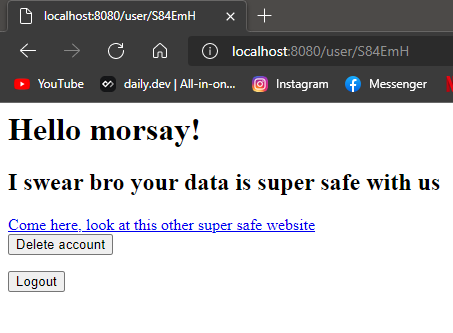 localhost:8080/user/S84EmH
localhost:8080/user/S84EmH
YouTube daily.dev | All-in-on... Instagram Messenger
Hello morsay!
I swear bro your data is super safe with us
Come here, look at this other super safe website
Delete account
Logout